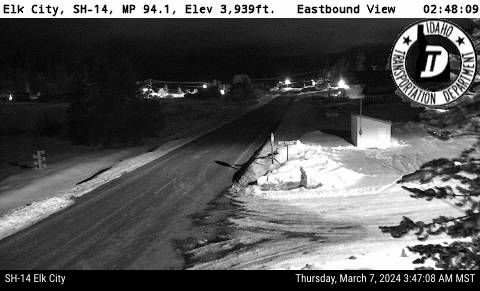 Elk City, SH-14, MP 94.1, Elev 3,939ft. Eastbound View 02:48:09
IDAHO
TRANSPORTATION DEPARTMENT
SH-14 Elk City Thursday, March 7, 2024 3:47:08 AM MST